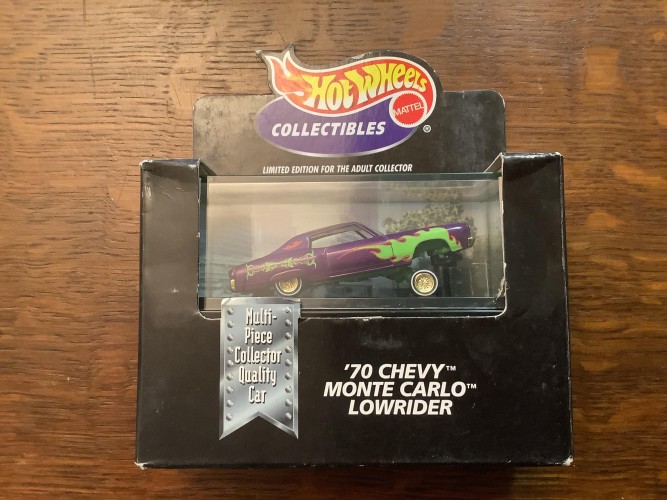 HOT WHEELS
MATTEL
®
COLLECTIBLES
LIMITED EDITION FOR THE ADULT COLLECTOR
Multi-
Piece
Collector
Quality
Car
'70 CHEVY™
MONTE CARLO™
LOWRIDER